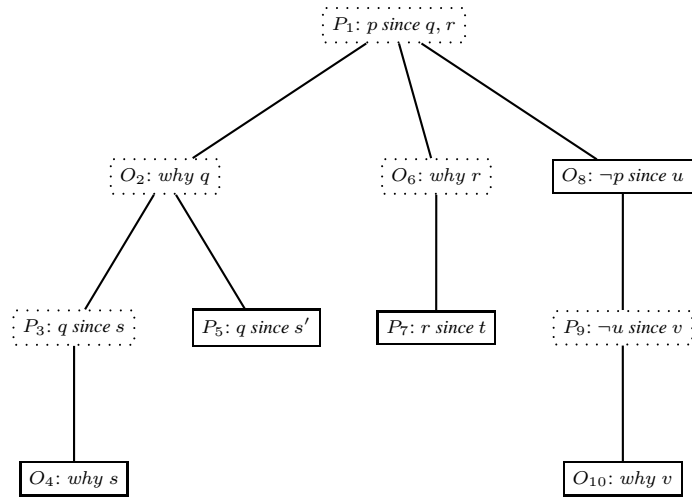 P₁: p since q, r
O₂: why q
O₆: why r
O₈: ¬p since u
P₃: q since s
P₅: q since s′
P₇: r since t
P₉: ¬u since v
O₄: why s
O₁₀: why v